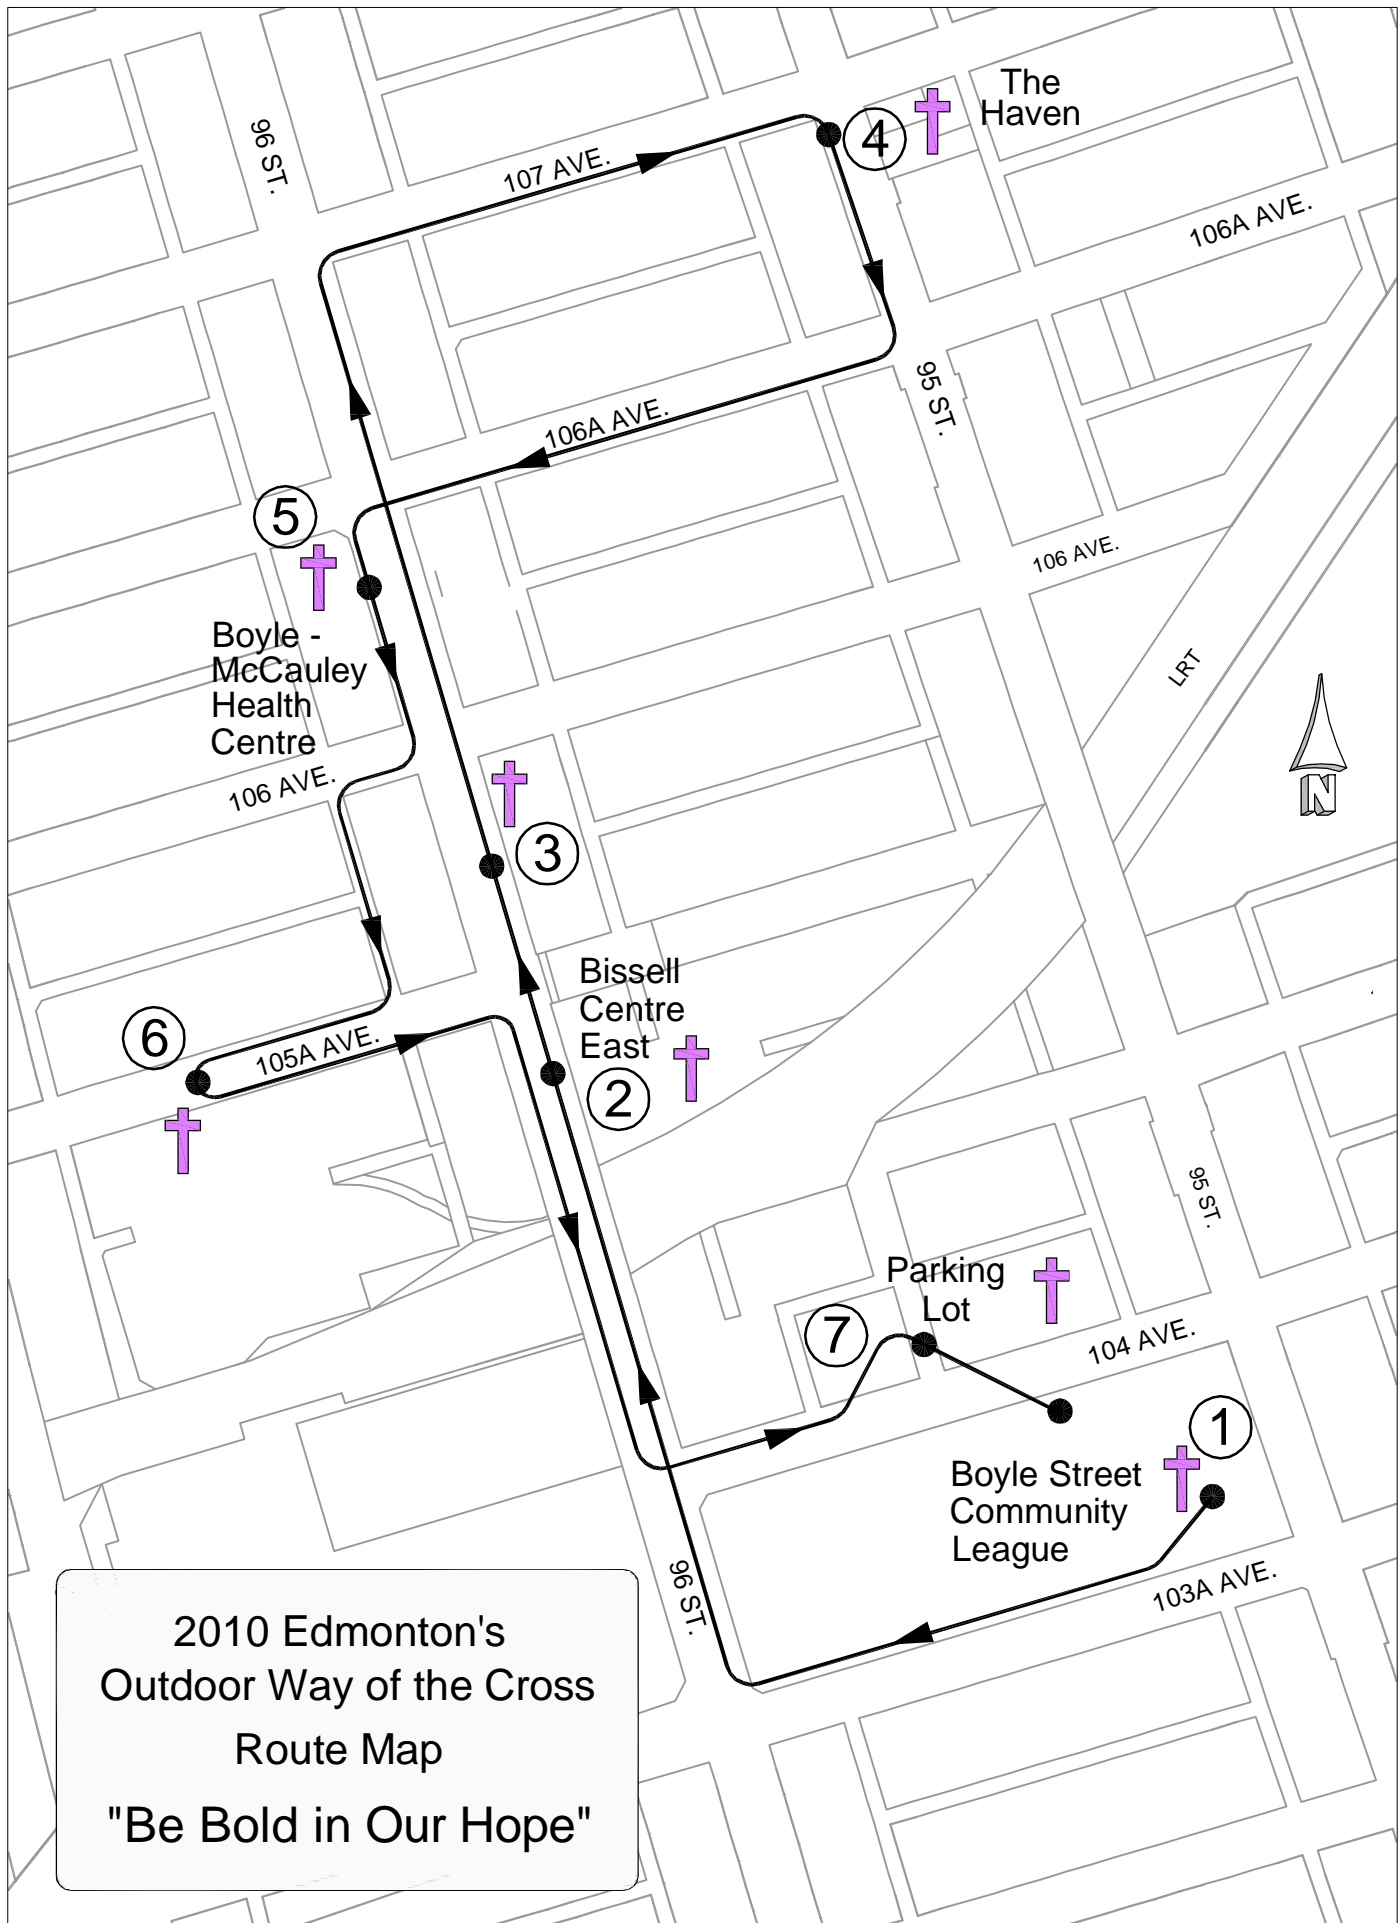 The
Haven
4
96 ST.
107 AVE.
106A AVE.
95 ST.
106A AVE.
5
106 AVE.
Boyle -
McCauley
Health
Centre
LRT
106 AVE.
N
3
Bissell
Centre
East
2
6
105A AVE.
95 ST.
Parking
Lot
7
104 AVE.
1
Boyle Street
Community
League
96 ST.
103A AVE.
2010 Edmonton's
Outdoor Way of the Cross
Route Map
"Be Bold in Our Hope"